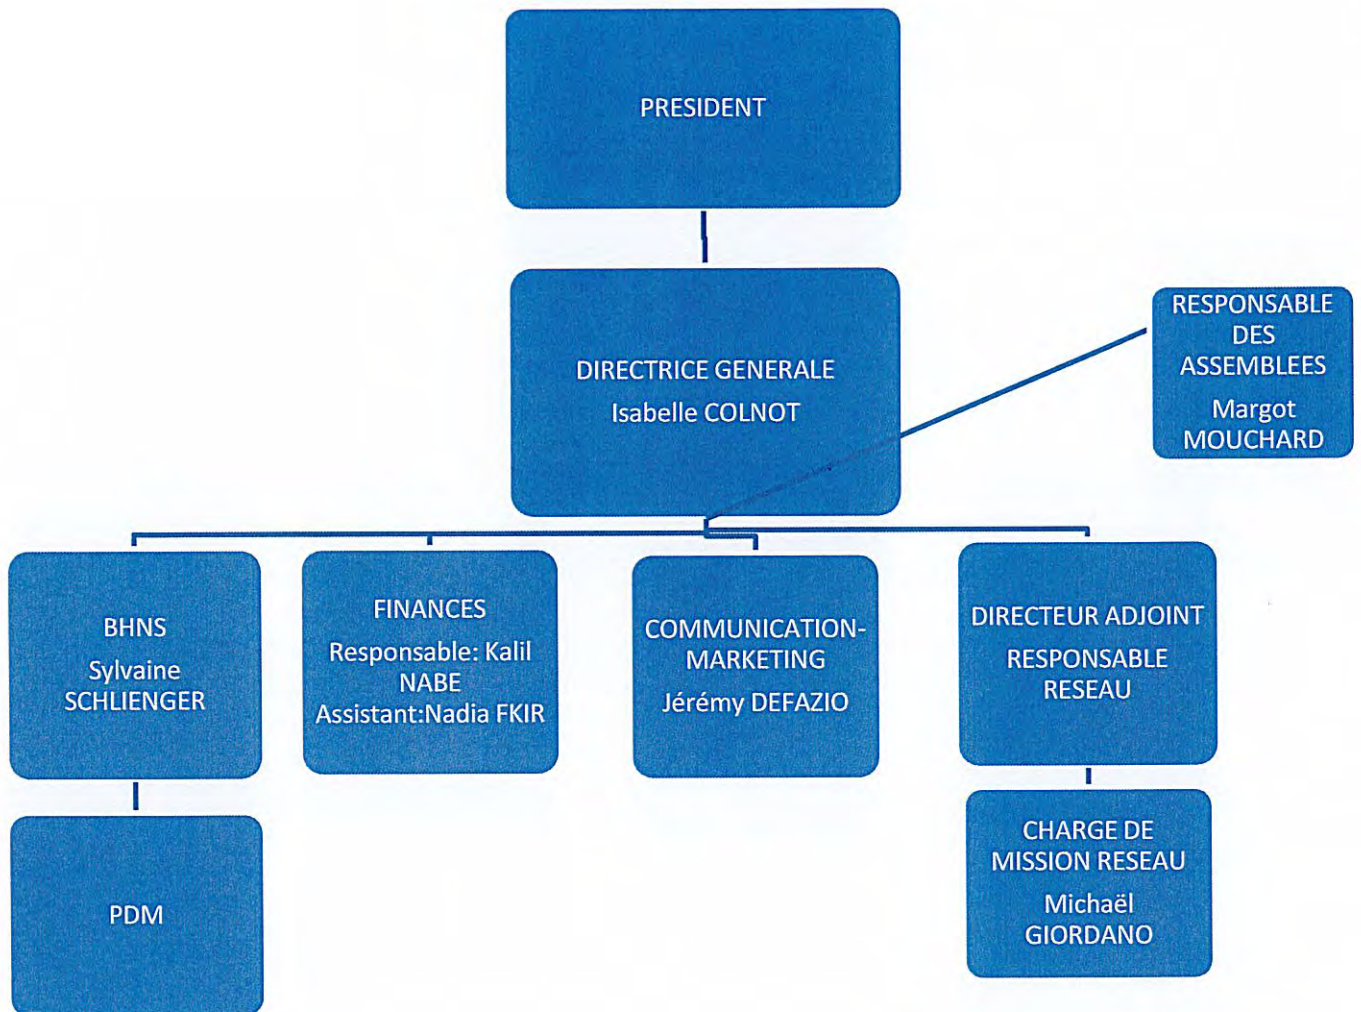 PRESIDENT
DIRECTRICE GENERALE
Isabelle COLNOT
RESPONSABLE
DES
ASSEMBLEES
Margot
MOUCHARD
BHNS
Sylvaine
SCHLIENGER
FINANCES
Responsable: Kalil
NABE
Assistant:Nadia FKIR
COMMUNICATION-
MARKETING
Jérémy DEFAZIO
DIRECTEUR ADJOINT
RESPONSABLE
RESEAU
PDM
CHARGE DE
MISSION RESEAU
Michaël
GIORDANO